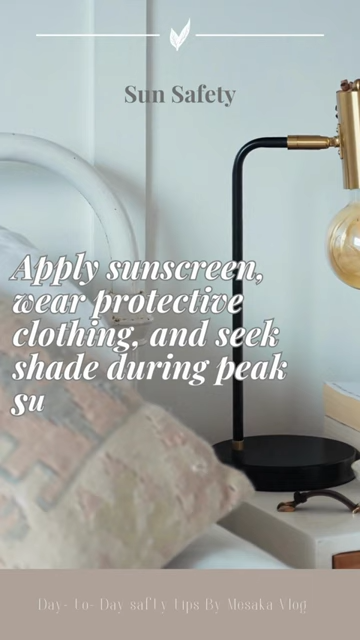 Sun Safety
Apply sunscreen,
wear protective
clothing, and seek
shade during peak
su
Day- to- Day safTy tips By Mesaka Vlog